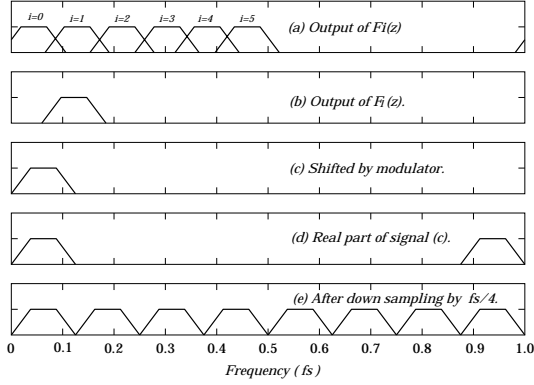 i=0 i=1 i=2 i=3 i=4 i=5
(a) Output of Fi(z)
(b) Output of Fi(z).
(c) Shifted by modulator.
(d) Real part of signal (c).
(e) After down sampling by fs/4.
0 0.1 0.2 0.3 0.4 0.5 0.6 0.7 0.8 0.9 1.0
Frequency ( fs )